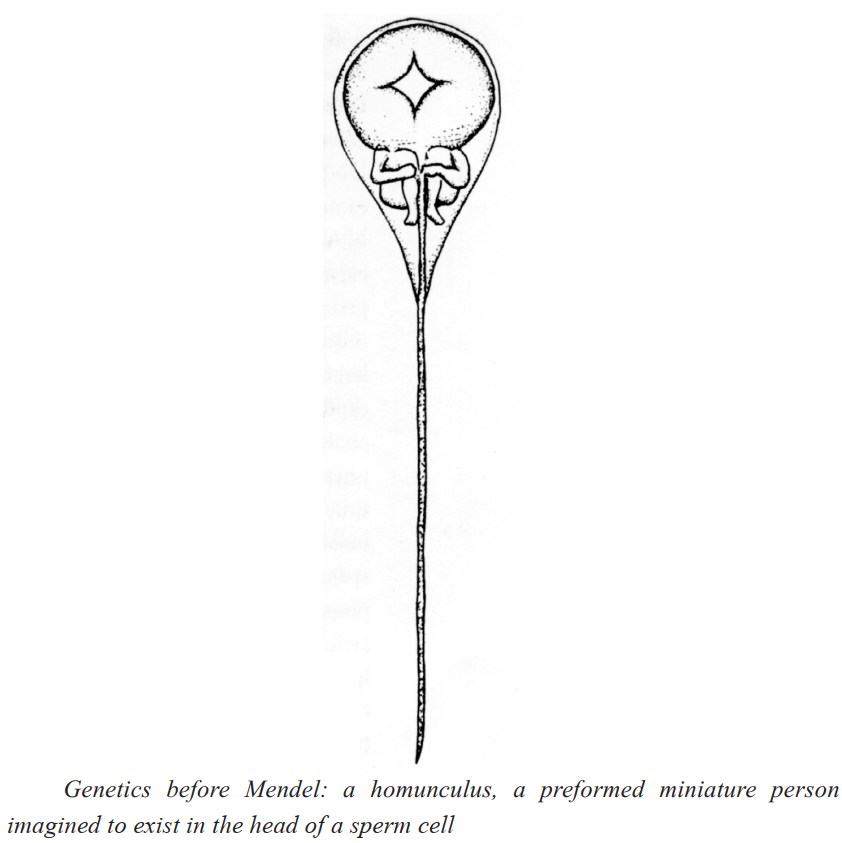 Genetics before Mendel: a homunculus, a preformed miniature person
imagined to exist in the head of a sperm cell